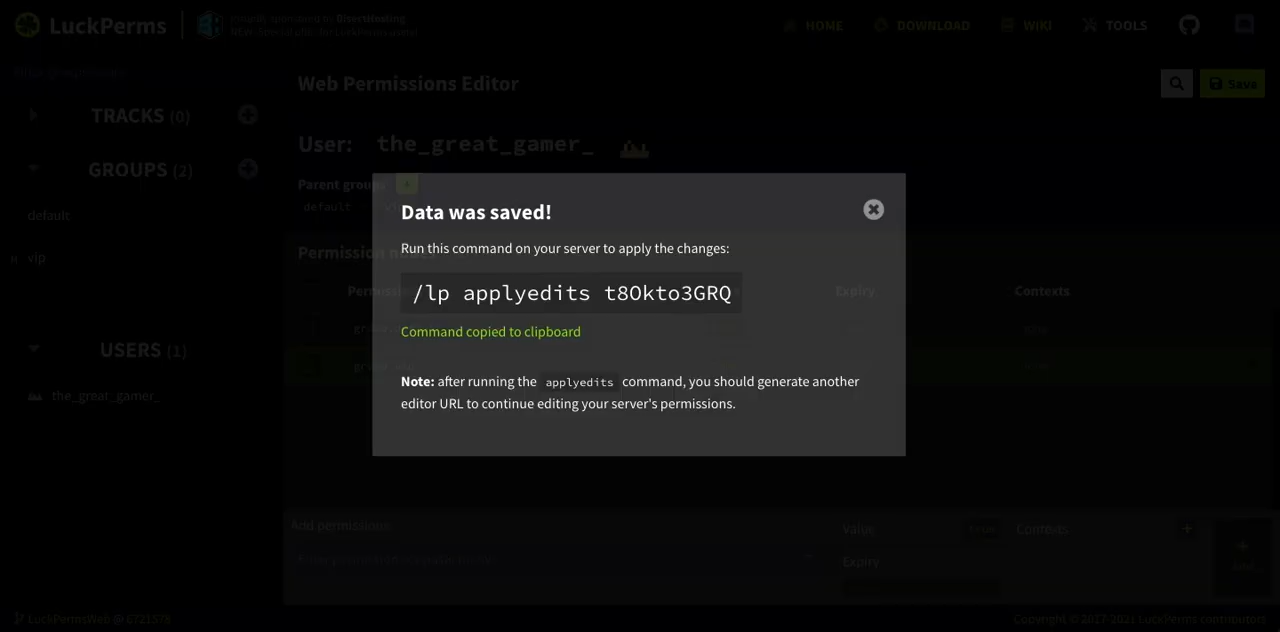 LuckPerms
HOME
DOWNLOAD
WIKI
TOOLS
Web Permissions Editor
Save
TRACKS (0)
GROUPS (2)
default
vip
USERS (1)
the_great_gamer_
User: the_great_gamer_
Parent groups
default
Data was saved!
Run this command on your server to apply the changes:
/lp applyedits t8Okto3GRQ
Command copied to clipboard
Note: after running the applyedits command, you should generate another
editor URL to continue editing your server's permissions.
Expiry
Contexts
Add permissions
Value
Contexts
Expiry
LuckPermsWeb @ E721578
Copyright © 2017-2021 LuckPerms contributors